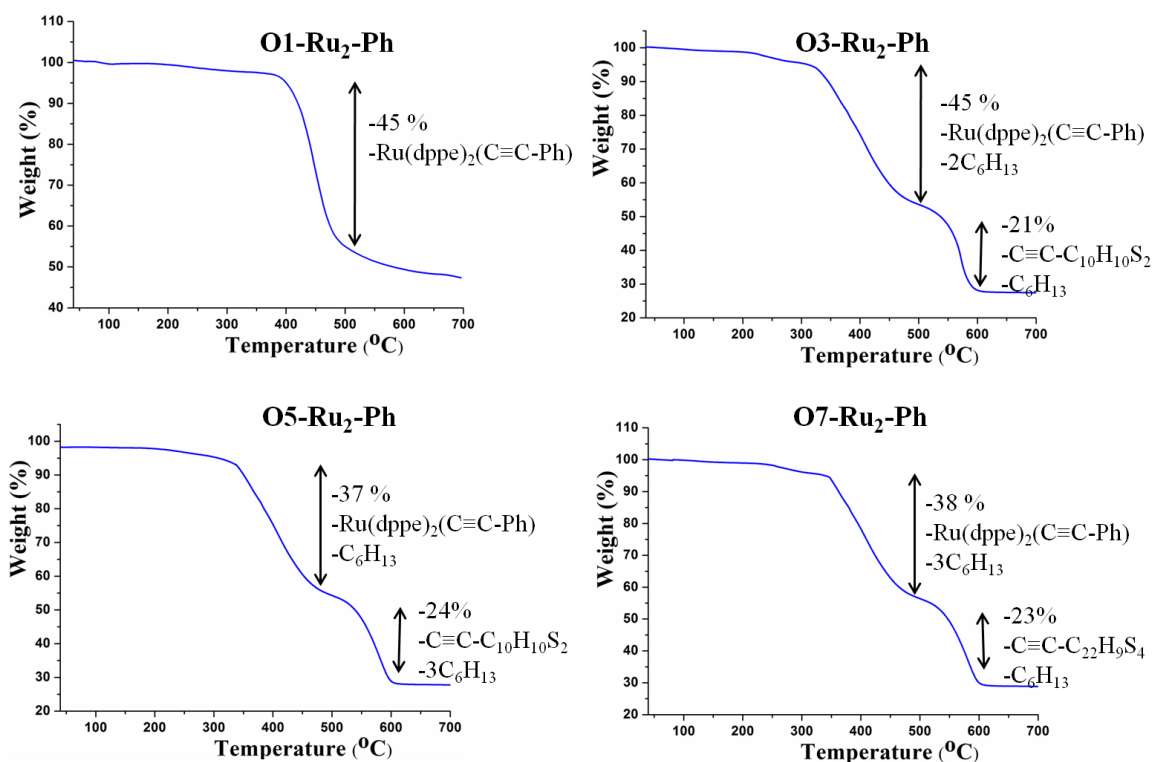 O1-Ru₂-Ph
Weight (%)
100
90
80
70
60
50
40
-45 %
-Ru(dppe)₂(C≡C-Ph)
100 200 300 400 500 600 700
Temperature (ᴼC)
O3-Ru₂-Ph
Weight (%)
100
90
80
70
60
50
40
30
20
-45 %
-Ru(dppe)₂(C≡C-Ph)
-2C₆H₁₃
-21%
-C≡C-C₁₀H₁₀S₂
-C₆H₁₃
100 200 300 400 500 600 700
Temperature (ᴼC)
O5-Ru₂-Ph
Weight (%)
100
90
80
70
60
50
40
30
20
-37 %
-Ru(dppe)₂(C≡C-Ph)
-C₆H₁₃
-24%
-C≡C-C₁₀H₁₀S₂
-3C₆H₁₃
100 200 300 400 500 600 700
Temperature (ᴼC)
O7-Ru₂-Ph
Weight (%)
110
100
90
80
70
60
50
40
30
20
-38 %
-Ru(dppe)₂(C≡C-Ph)
-3C₆H₁₃
-23%
-C≡C-C₂₂H₉S₄
-C₆H₁₃
100 200 300 400 500 600 700
Temperature (ᴼC)